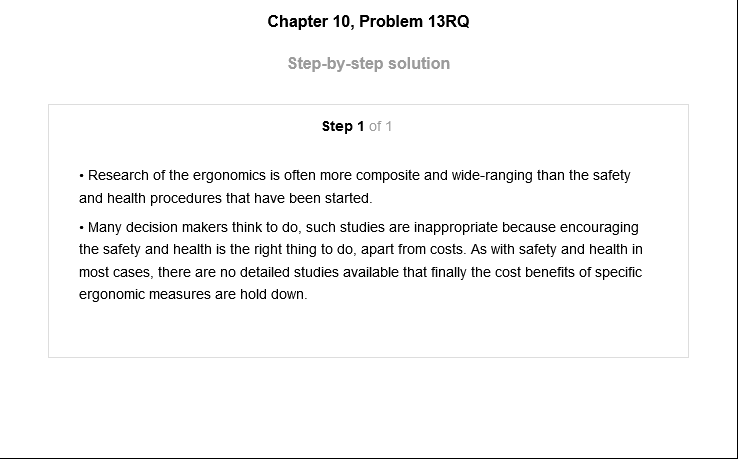 Chapter 10, Problem 13RQ
Step-by-step solution
Step 1 of 1
• Research of the ergonomics is often more composite and wide-ranging than the safety
and health procedures that have been started.
• Many decision makers think to do, such studies are inappropriate because encouraging
the safety and health is the right thing to do, apart from costs. As with safety and health in
most cases, there are no detailed studies available that finally the cost benefits of specific
ergonomic measures are hold down.